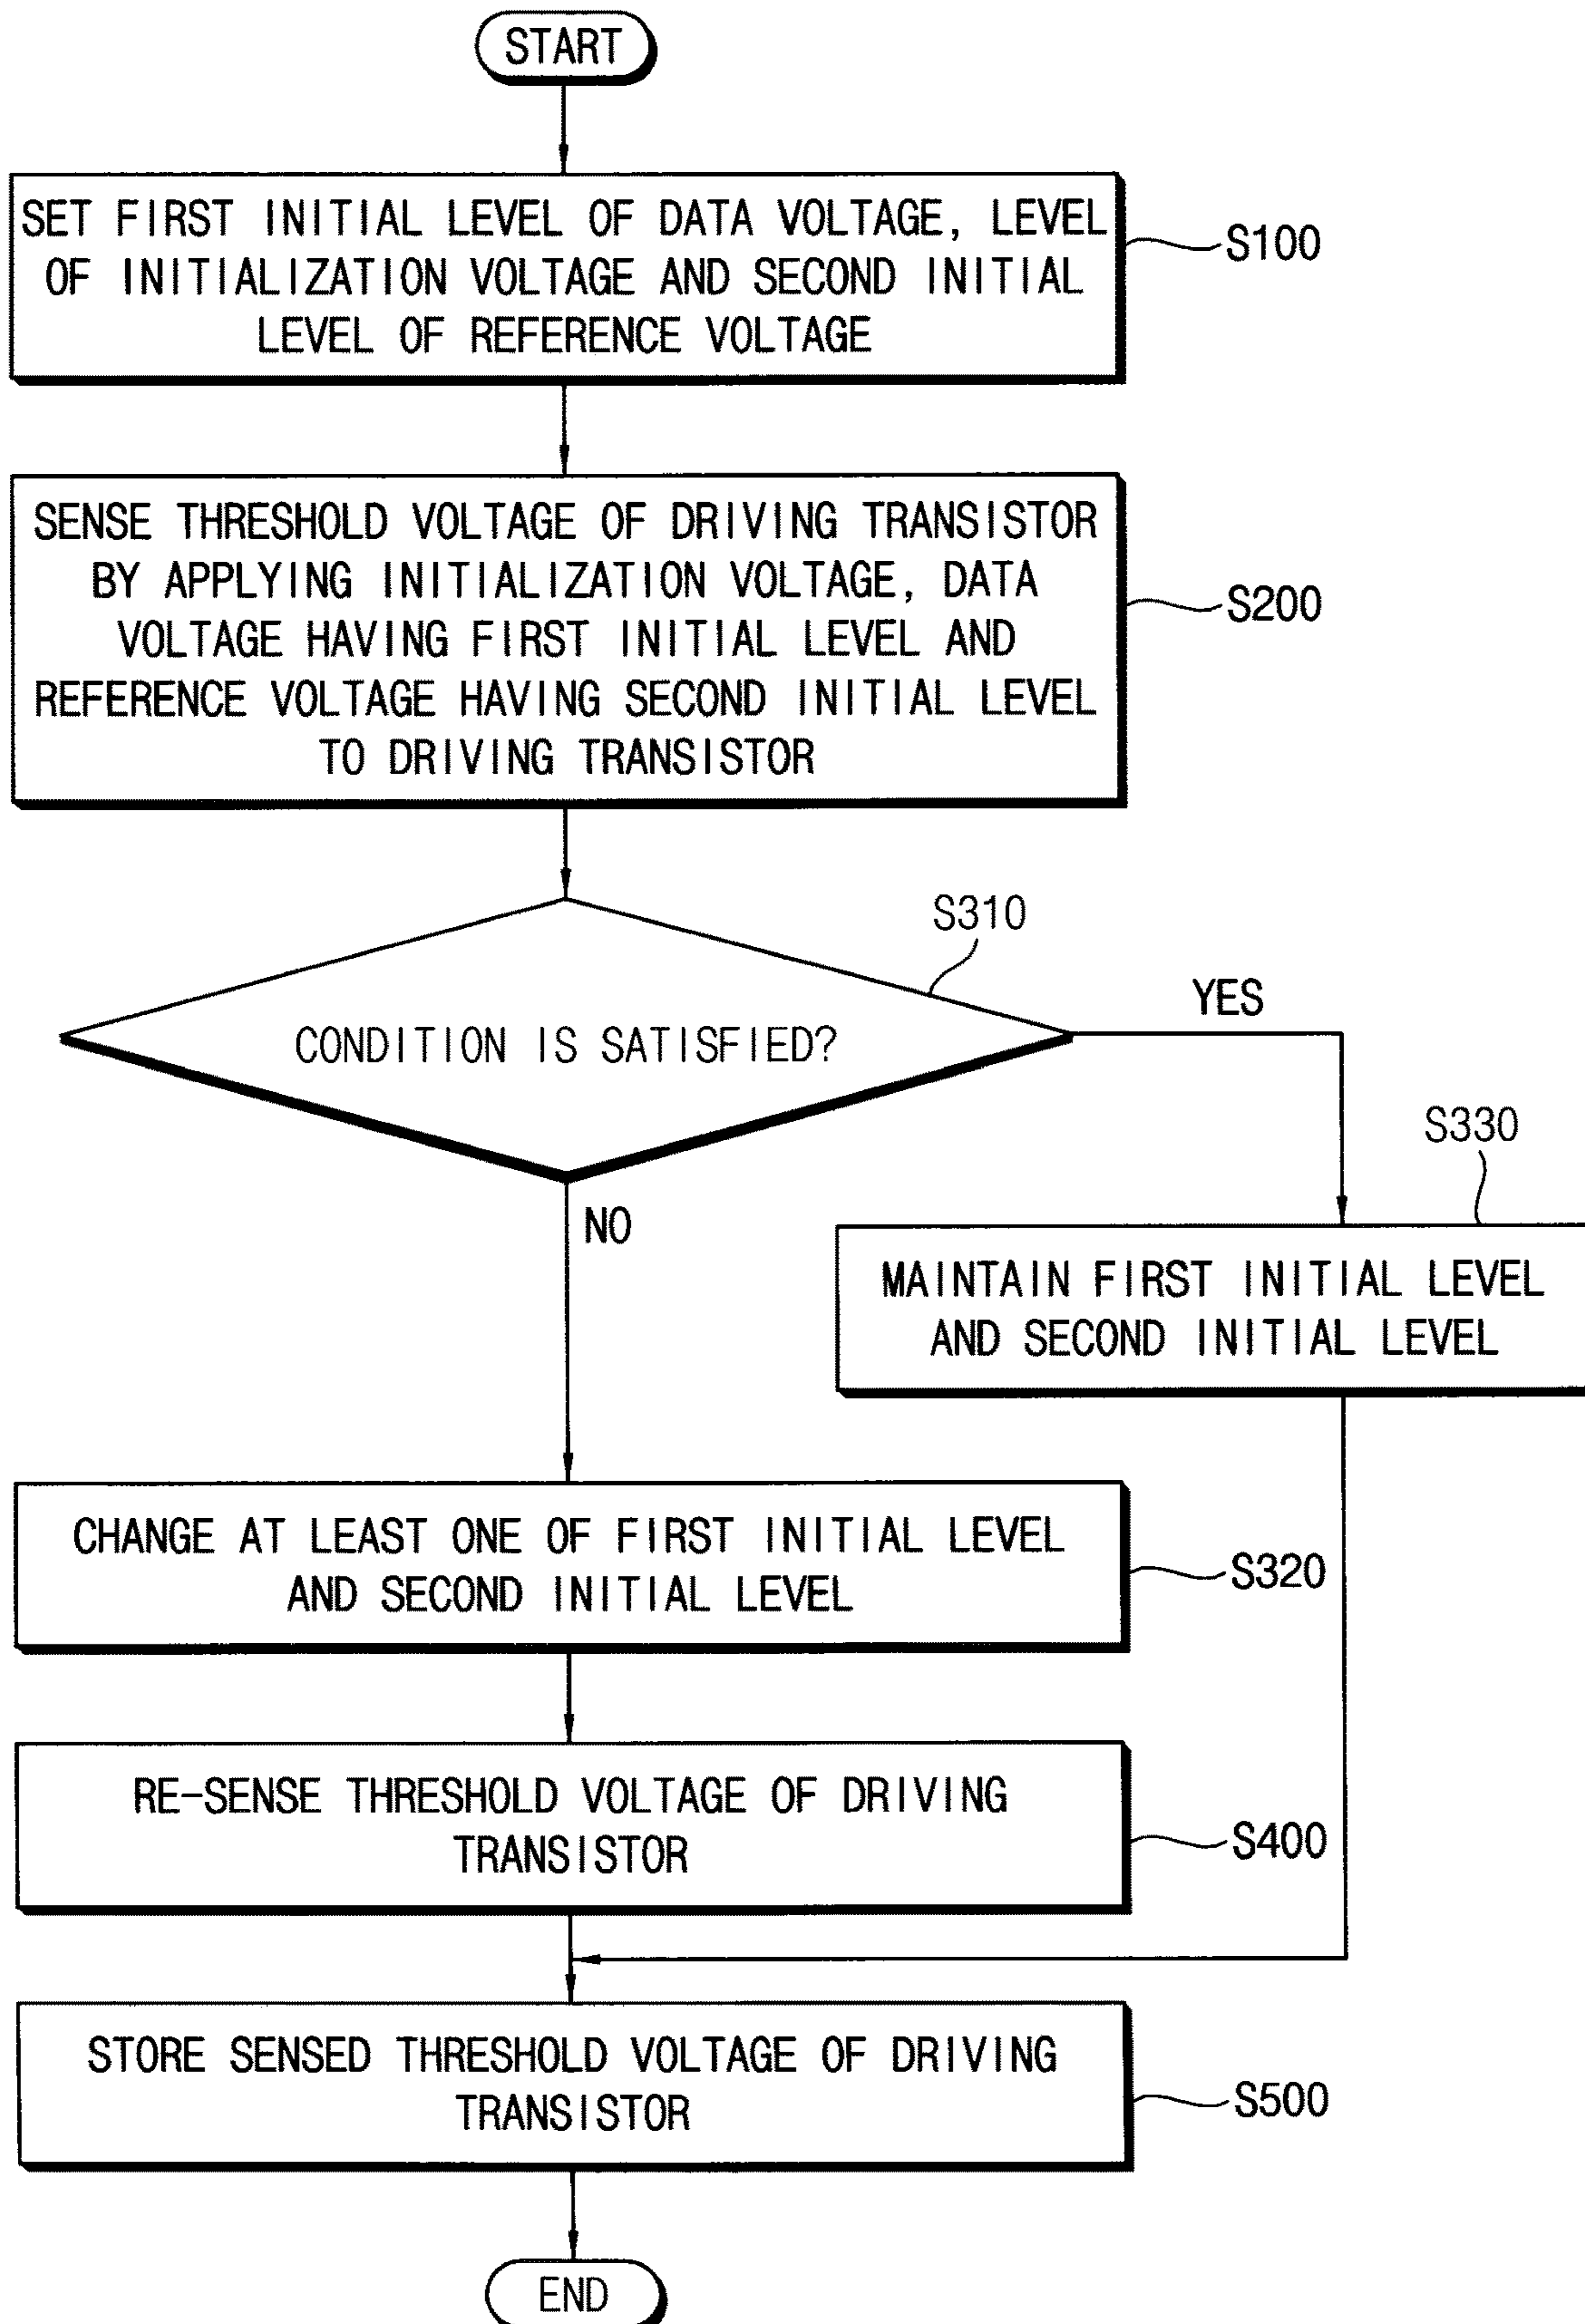 START
SET FIRST INITIAL LEVEL OF DATA VOLTAGE, LEVEL
OF INITIALIZATION VOLTAGE AND SECOND INITIAL
LEVEL OF REFERENCE VOLTAGE
S100
SENSE THRESHOLD VOLTAGE OF DRIVING TRANSISTOR
BY APPLYING INITIALIZATION VOLTAGE, DATA
VOLTAGE HAVING FIRST INITIAL LEVEL AND
REFERENCE VOLTAGE HAVING SECOND INITIAL LEVEL
TO DRIVING TRANSISTOR
S200
S310
CONDITION IS SATISFIED?
YES
NO
S330
MAINTAIN FIRST INITIAL LEVEL
AND SECOND INITIAL LEVEL
CHANGE AT LEAST ONE OF FIRST INITIAL LEVEL
AND SECOND INITIAL LEVEL
S320
RE-SENSE THRESHOLD VOLTAGE OF DRIVING
TRANSISTOR
S400
STORE SENSED THRESHOLD VOLTAGE OF DRIVING
TRANSISTOR
S500
END